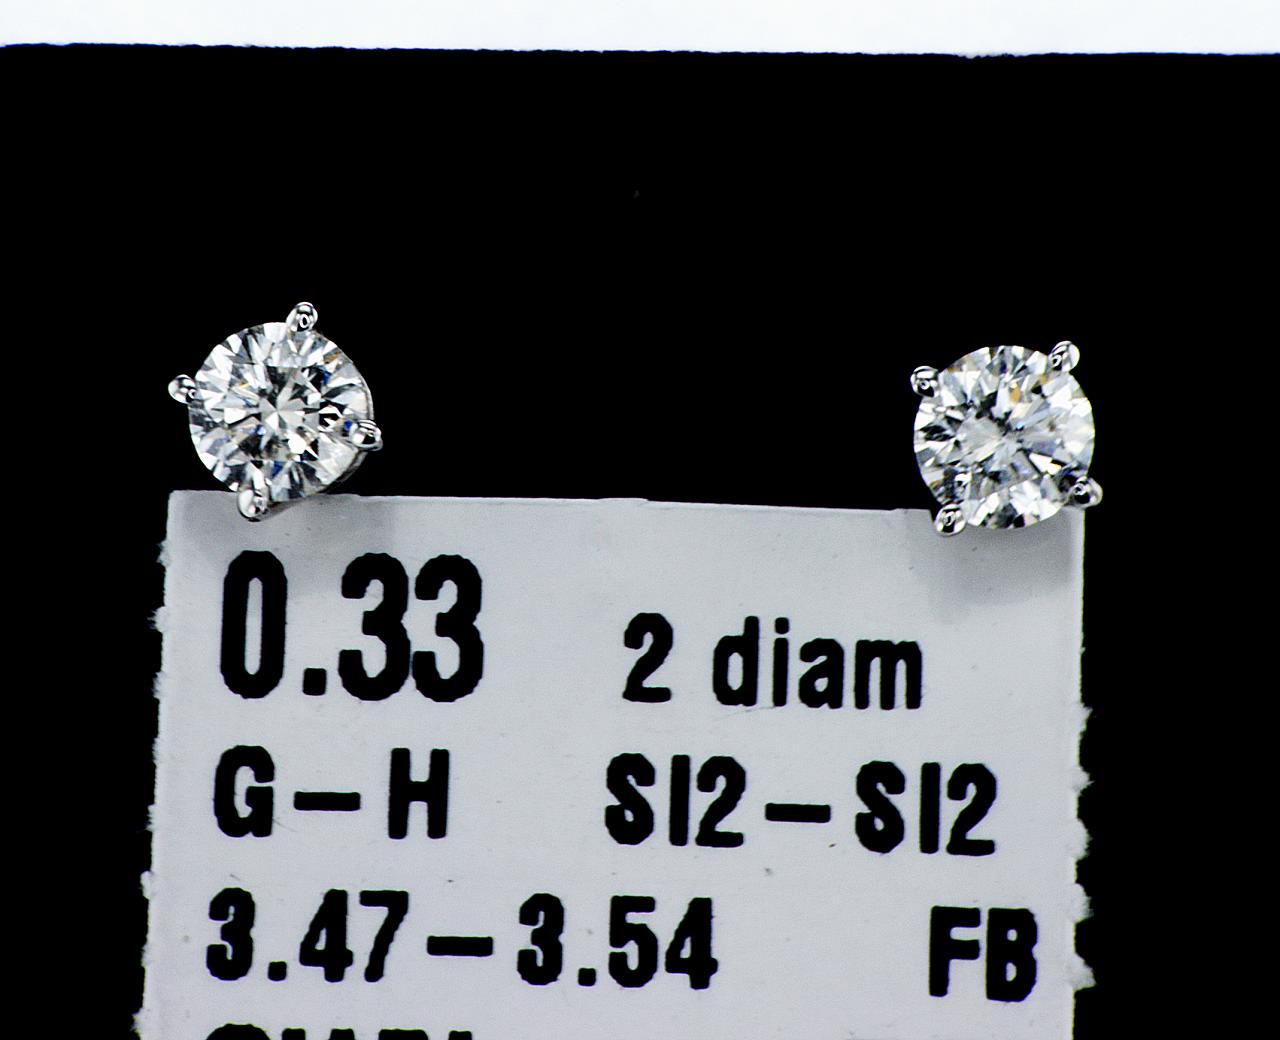 0.33 2 diam
G-H SI2-SI2
3.47-3.54 FB